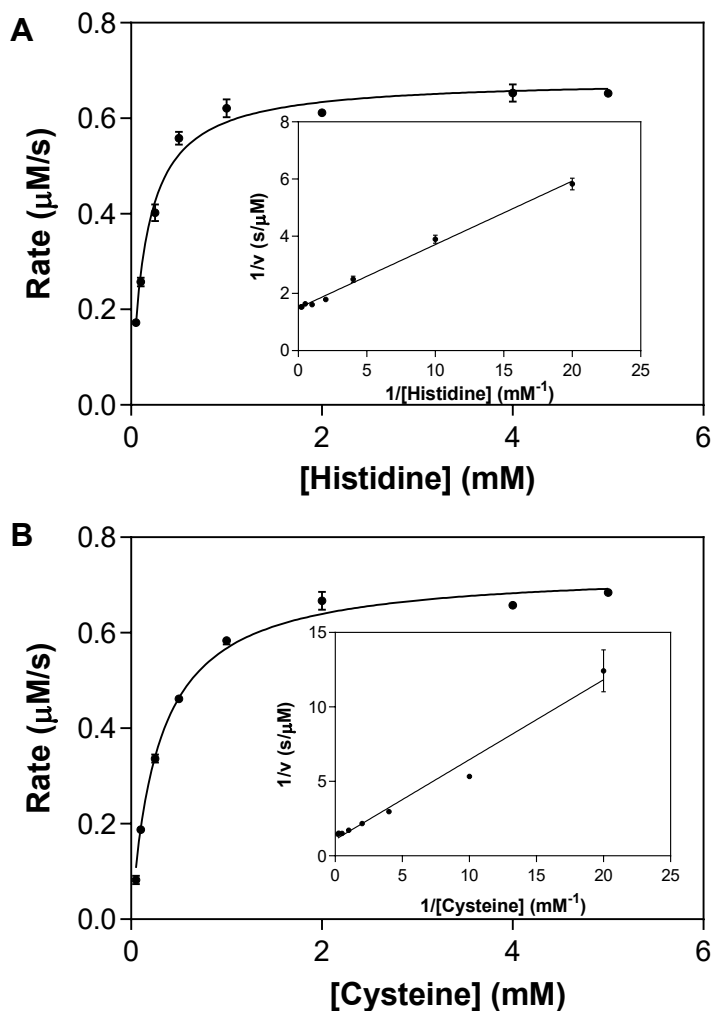 A
0.8
0.6
0.4
0.2
0.0
Rate (μM/s)
0 2 4 6
[Histidine] (mM)
8
6
4
2
0
1/v (s/μM)
0 5 10 15 20 25
1/[Histidine] (mM⁻¹)
B
0.8
0.6
0.4
0.2
0.0
Rate (μM/s)
0 2 4 6
[Cysteine] (mM)
15
10
5
0
1/v (s/μM)
0 5 10 15 20 25
1/[Cysteine] (mM⁻¹)